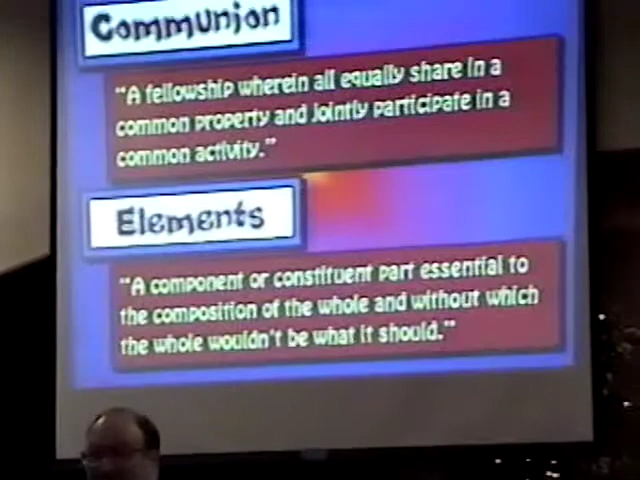 Communion
"A fellowship wherein all equally share in a
common property and jointly participate in a
common activity."
Elements
"A component or constituent part essential to
the composition of the whole and without which
the whole wouldn't be what it should."